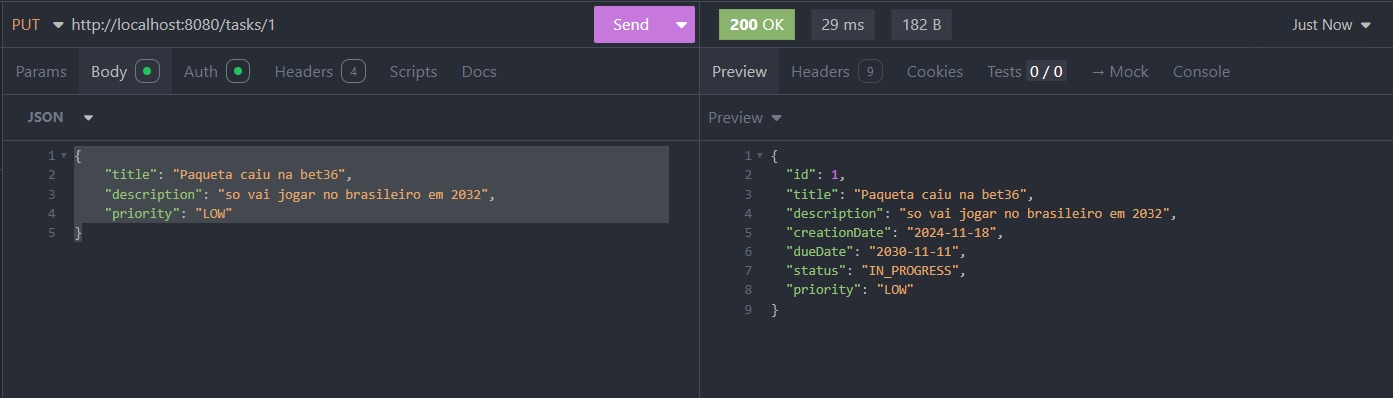 PUT http://localhost:8080/tasks/1 Send
200 OK 29 ms 182 B Just Now
Params Body Auth Headers 4 Scripts Docs
Preview Headers 9 Cookies Tests 0 / 0 → Mock Console
JSON
Preview
1 {
2 "title": "Paqueta caiu na bet36",
3 "description": "so vai jogar no brasileiro em 2032",
4 "priority": "LOW"
5 }
1 {
2 "id": 1,
3 "title": "Paqueta caiu na bet36",
4 "description": "so vai jogar no brasileiro em 2032",
5 "creationDate": "2024-11-18",
6 "dueDate": "2030-11-11",
7 "status": "IN_PROGRESS",
8 "priority": "LOW"
9 }